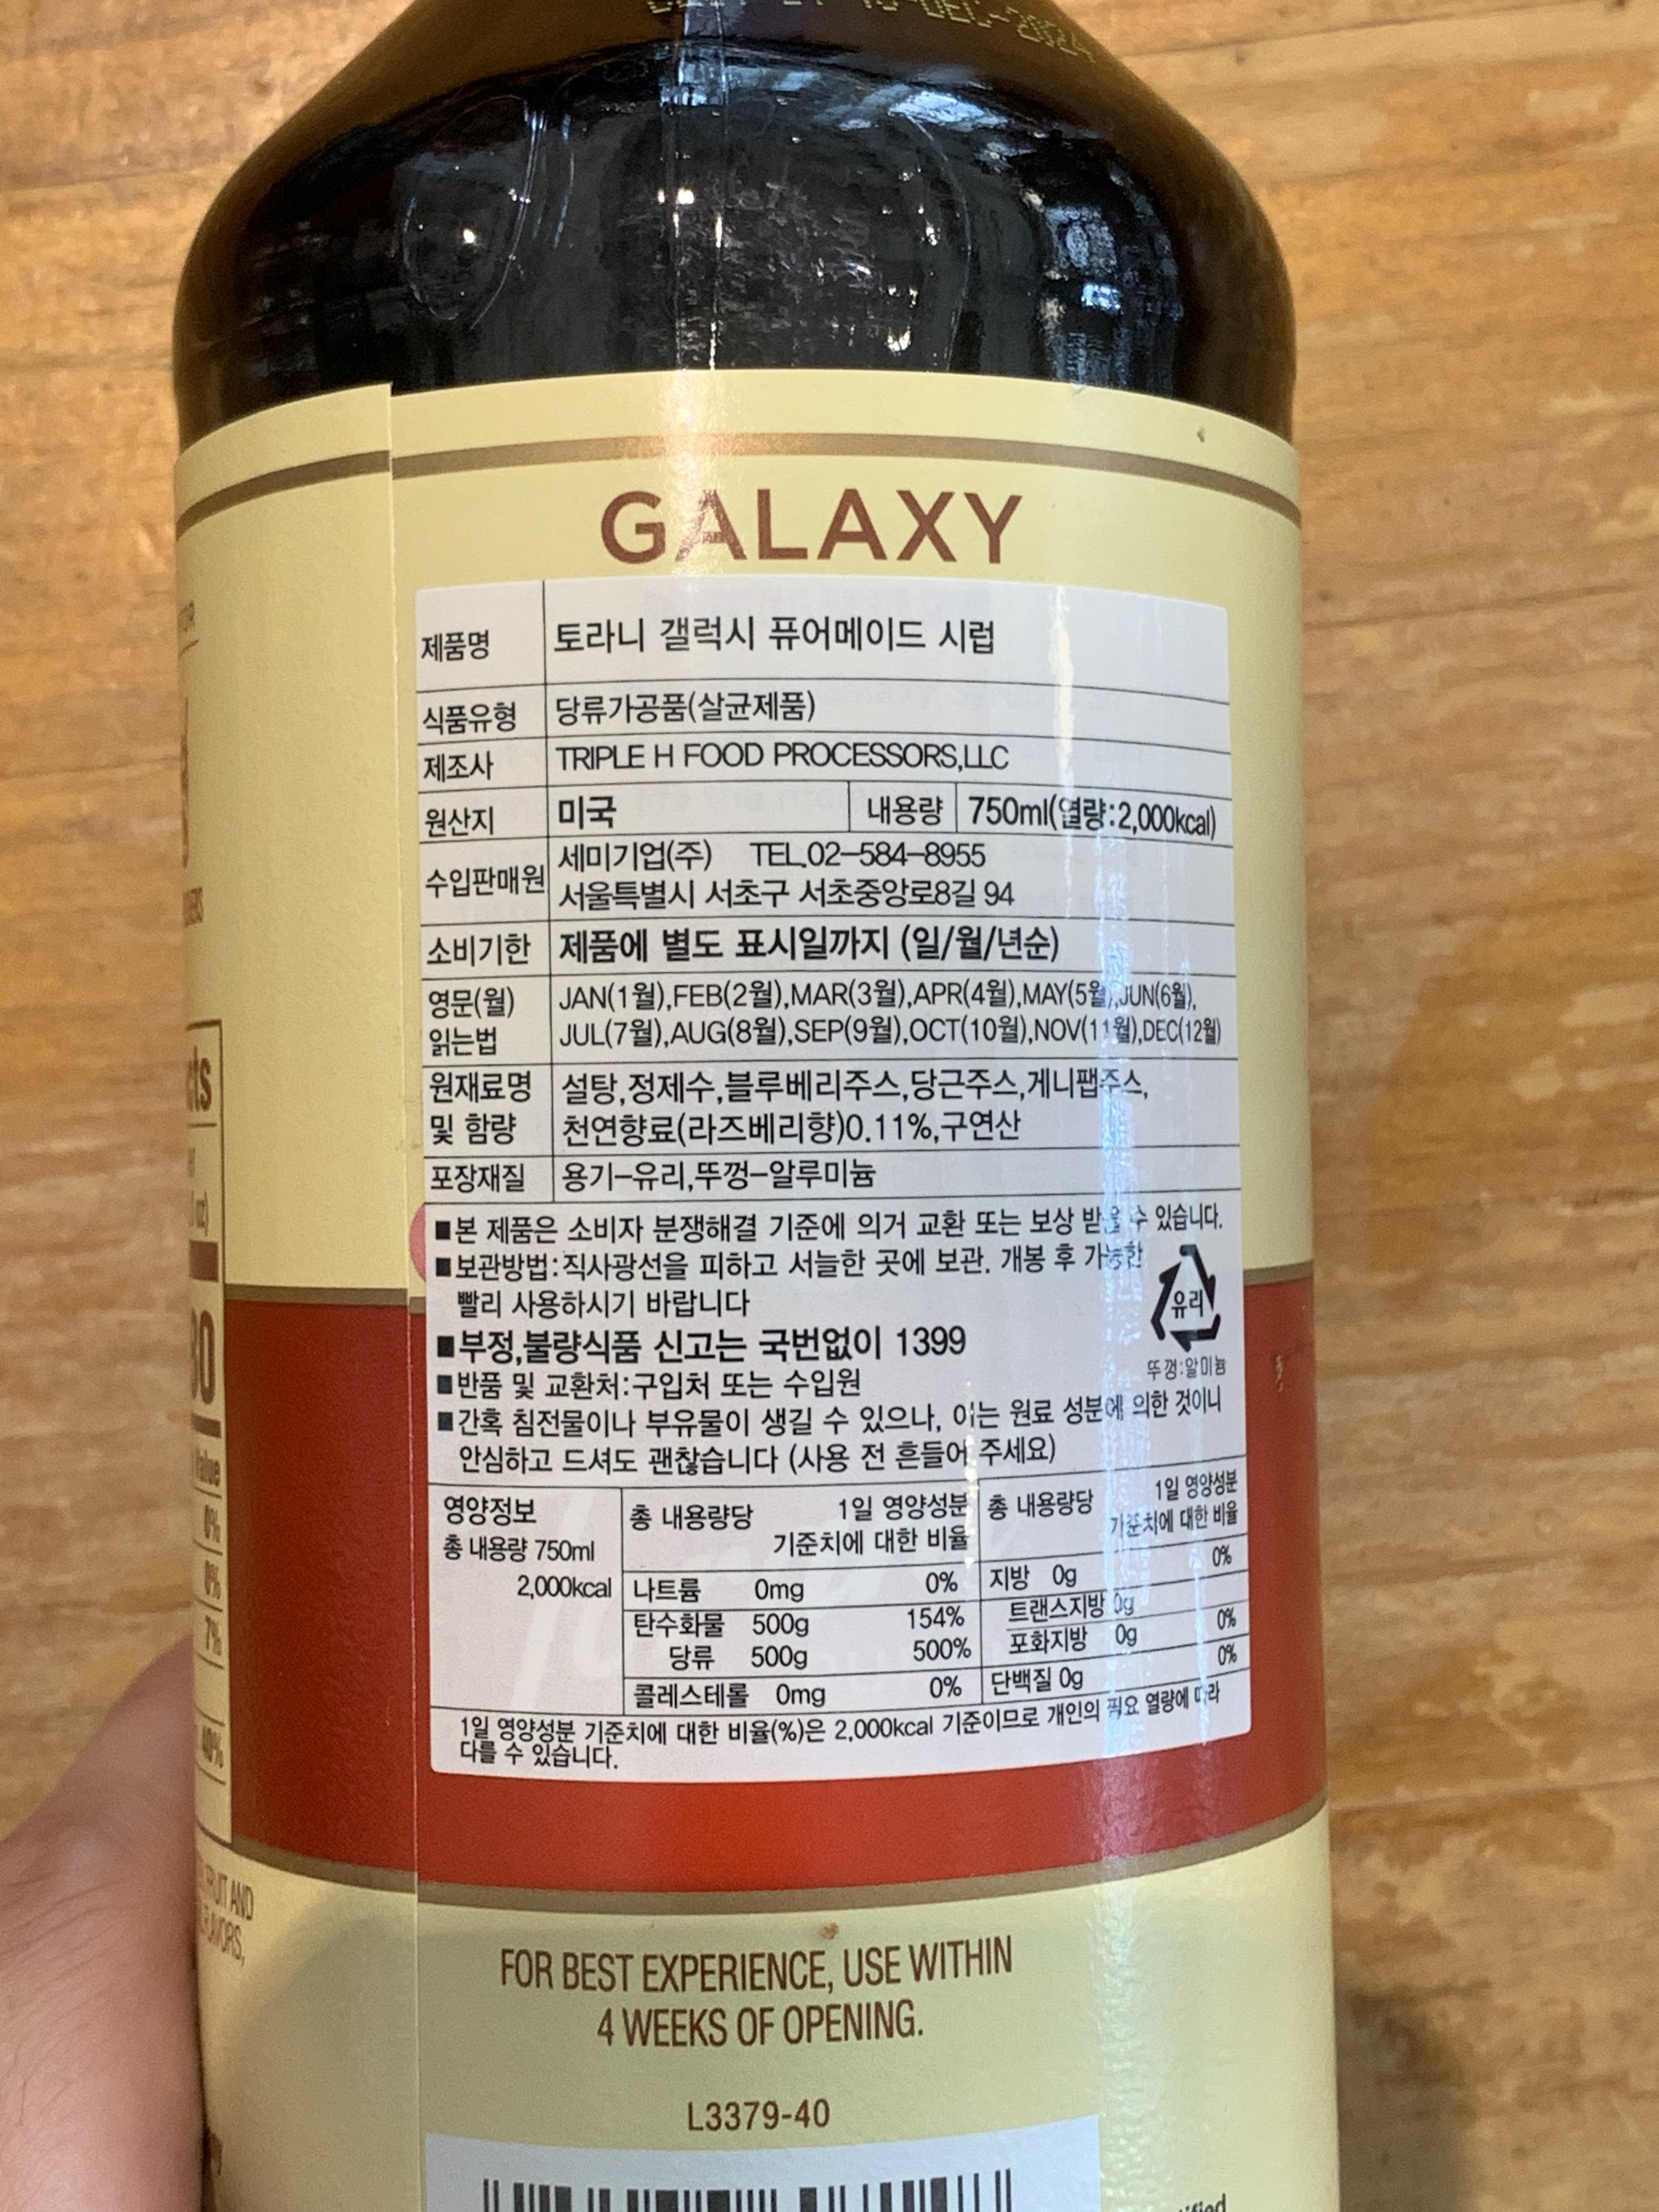 DEC-2024
GALAXY
제품명 토라니 갤럭시 퓨어메이드 시럽
식품유형 당류가공품(살균제품)
제조사 TRIPLE H FOOD PROCESSORS,LLC
원산지 미국 내용량 750ml(열량:2,000kcal)
수입판매원 세미기업(주) TEL.02-584-8955
서울특별시 서초구 서초중앙로8길 94
소비기한 제품에 별도 표시일까지 (일/월/년순)
영문(월) 읽는법 JAN(1월),FEB(2월),MAR(3월),APR(4월),MAY(5월),JUN(6월),
JUL(7월),AUG(8월),SEP(9월),OCT(10월),NOV(11월),DEC(12월)
원재료명 및 함량 설탕,정제수,블루베리주스,당근주스,게니팹주스,
천연향료(라즈베리향)0.11%,구연산
포장재질 용기-유리,뚜껑-알루미늄
■본 제품은 소비자 분쟁해결 기준에 의거 교환 또는 보상 받을 수 있습니다.
■보관방법:직사광선을 피하고 서늘한 곳에 보관. 개봉 후 가능한
빨리 사용하시기 바랍니다
유리
■부정,불량식품 신고는 국번없이 1399
뚜껑:알미늄
■반품 및 교환처:구입처 또는 수입원
■간혹 침전물이나 부유물이 생길 수 있으나, 이는 원료 성분에 의한 것이니
안심하고 드셔도 괜찮습니다 (사용 전 흔들어 주세요)
영양정보
총 내용량 750ml
2,000kcal
총 내용량당 1일 영양성분 기준치에 대한 비율
나트륨 0mg 0%
탄수화물 500g 154%
당류 500g 500%
콜레스테롤 0mg 0%
총 내용량당 1일 영양성분 기준치에 대한 비율
지방 0g 0%
트랜스지방 0g
포화지방 0g 0%
단백질 0g 0%
1일 영양성분 기준치에 대한 비율(%)은 2,000kcal 기준이므로 개인의 필요 열량에 따라
다를 수 있습니다.
Value
0%
0%
7%
40%
FRUIT AND
FOR BEST EXPERIENCE, USE WITHIN
4 WEEKS OF OPENING.
L3379-40